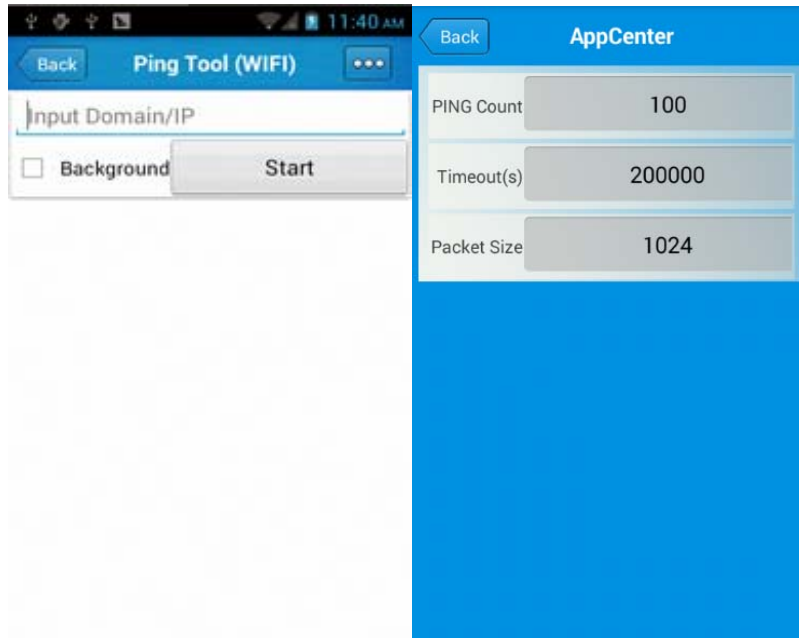 11:40 AM
Back
Ping Tool (WIFI)
Input Domain/IP
Background
Start
Back
AppCenter
PING Count
100
Timeout(s)
200000
Packet Size
1024